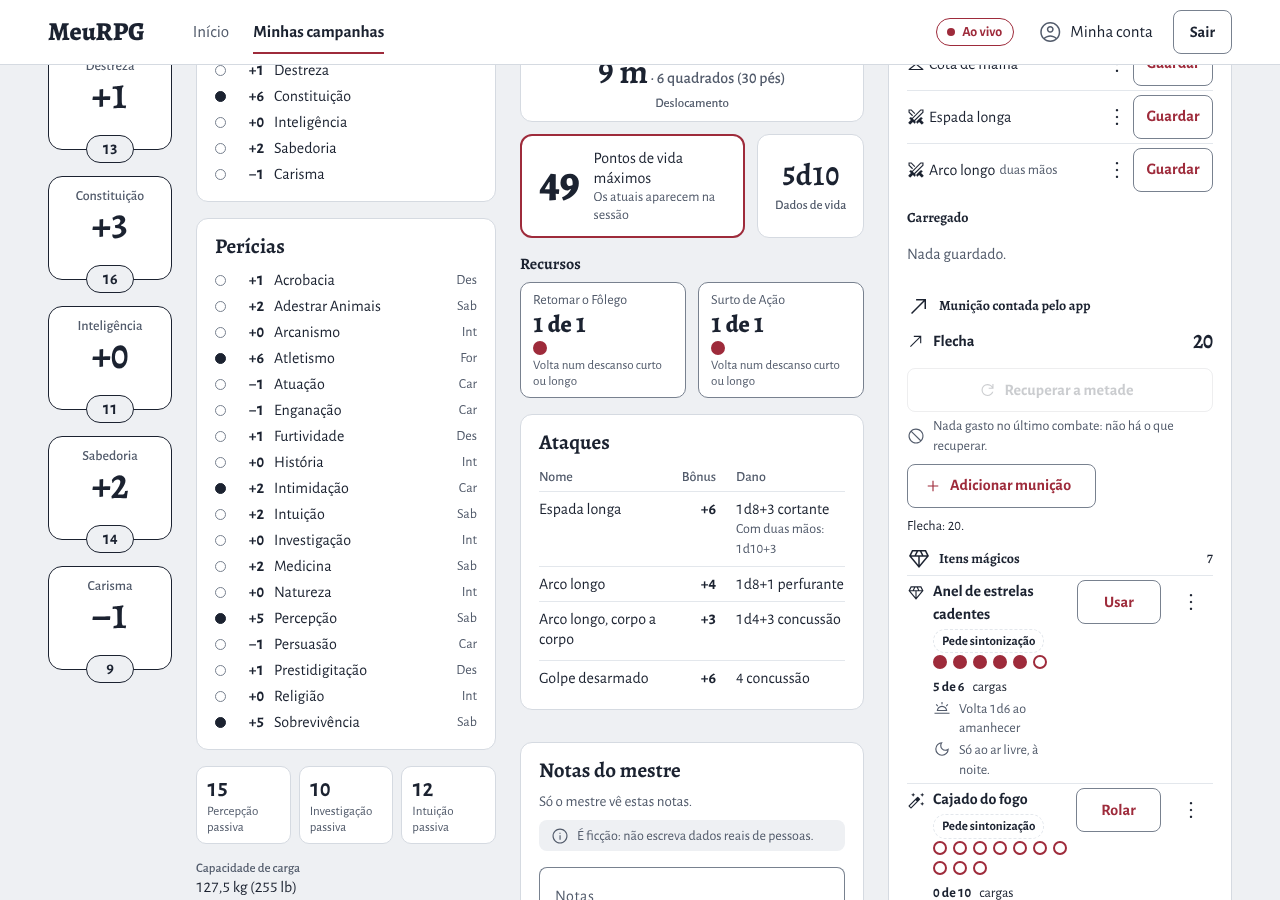 MeuRPG
Início
Minhas campanhas
Ao vivo
Minha conta
Sair
Destreza
+1
13
Constituição
+3
16
Inteligência
+0
11
Sabedoria
+2
14
Carisma
−1
9
+1 Destreza
+6 Constituição
+0 Inteligência
+2 Sabedoria
−1 Carisma
Perícias
+1 Acrobacia Des
+2 Adestrar Animais Sab
+0 Arcanismo Int
+6 Atletismo For
−1 Atuação Car
−1 Enganação Car
+1 Furtividade Des
+0 História Int
+2 Intimidação Car
+2 Intuição Sab
+0 Investigação Int
+2 Medicina Sab
+0 Natureza Int
+5 Percepção Sab
−1 Persuasão Car
+1 Prestidigitação Des
+0 Religião Int
+5 Sobrevivência Sab
15
Percepção
passiva
10
Investigação
passiva
12
Intuição
passiva
Capacidade de carga
127,5 kg (255 lb)
9 m · 6 quadrados (30 pés)
Deslocamento
49
Pontos de vida
máximos
Os atuais aparecem na
sessão
5d10
Dados de vida
Recursos
Retomar o Fôlego
1 de 1
Volta num descanso curto
ou longo
Surto de Ação
1 de 1
Volta num descanso curto
ou longo
Ataques
Nome Bônus Dano
Espada longa +6 1d8+3 cortante
Com duas mãos:
1d10+3
Arco longo +4 1d8+1 perfurante
Arco longo, corpo a +3 1d4+3 concussão
corpo
Golpe desarmado +6 4 concussão
Notas do mestre
Só o mestre vê estas notas.
É ficção: não escreva dados reais de pessoas.
Notas
Cota de malha Guardar
Espada longa Guardar
Arco longo duas mãos Guardar
Carregado
Nada guardado.
Munição contada pelo app
Flecha 20
Recuperar a metade
Nada gasto no último combate: não há o que
recuperar.
Adicionar munição
Flecha: 20.
Itens mágicos 7
Anel de estrelas
cadentes
Usar
Pede sintonização
5 de 6 cargas
Volta 1d6 ao
amanhecer
Só ao ar livre, à
noite.
Cajado do fogo
Rolar
Pede sintonização
0 de 10 cargas